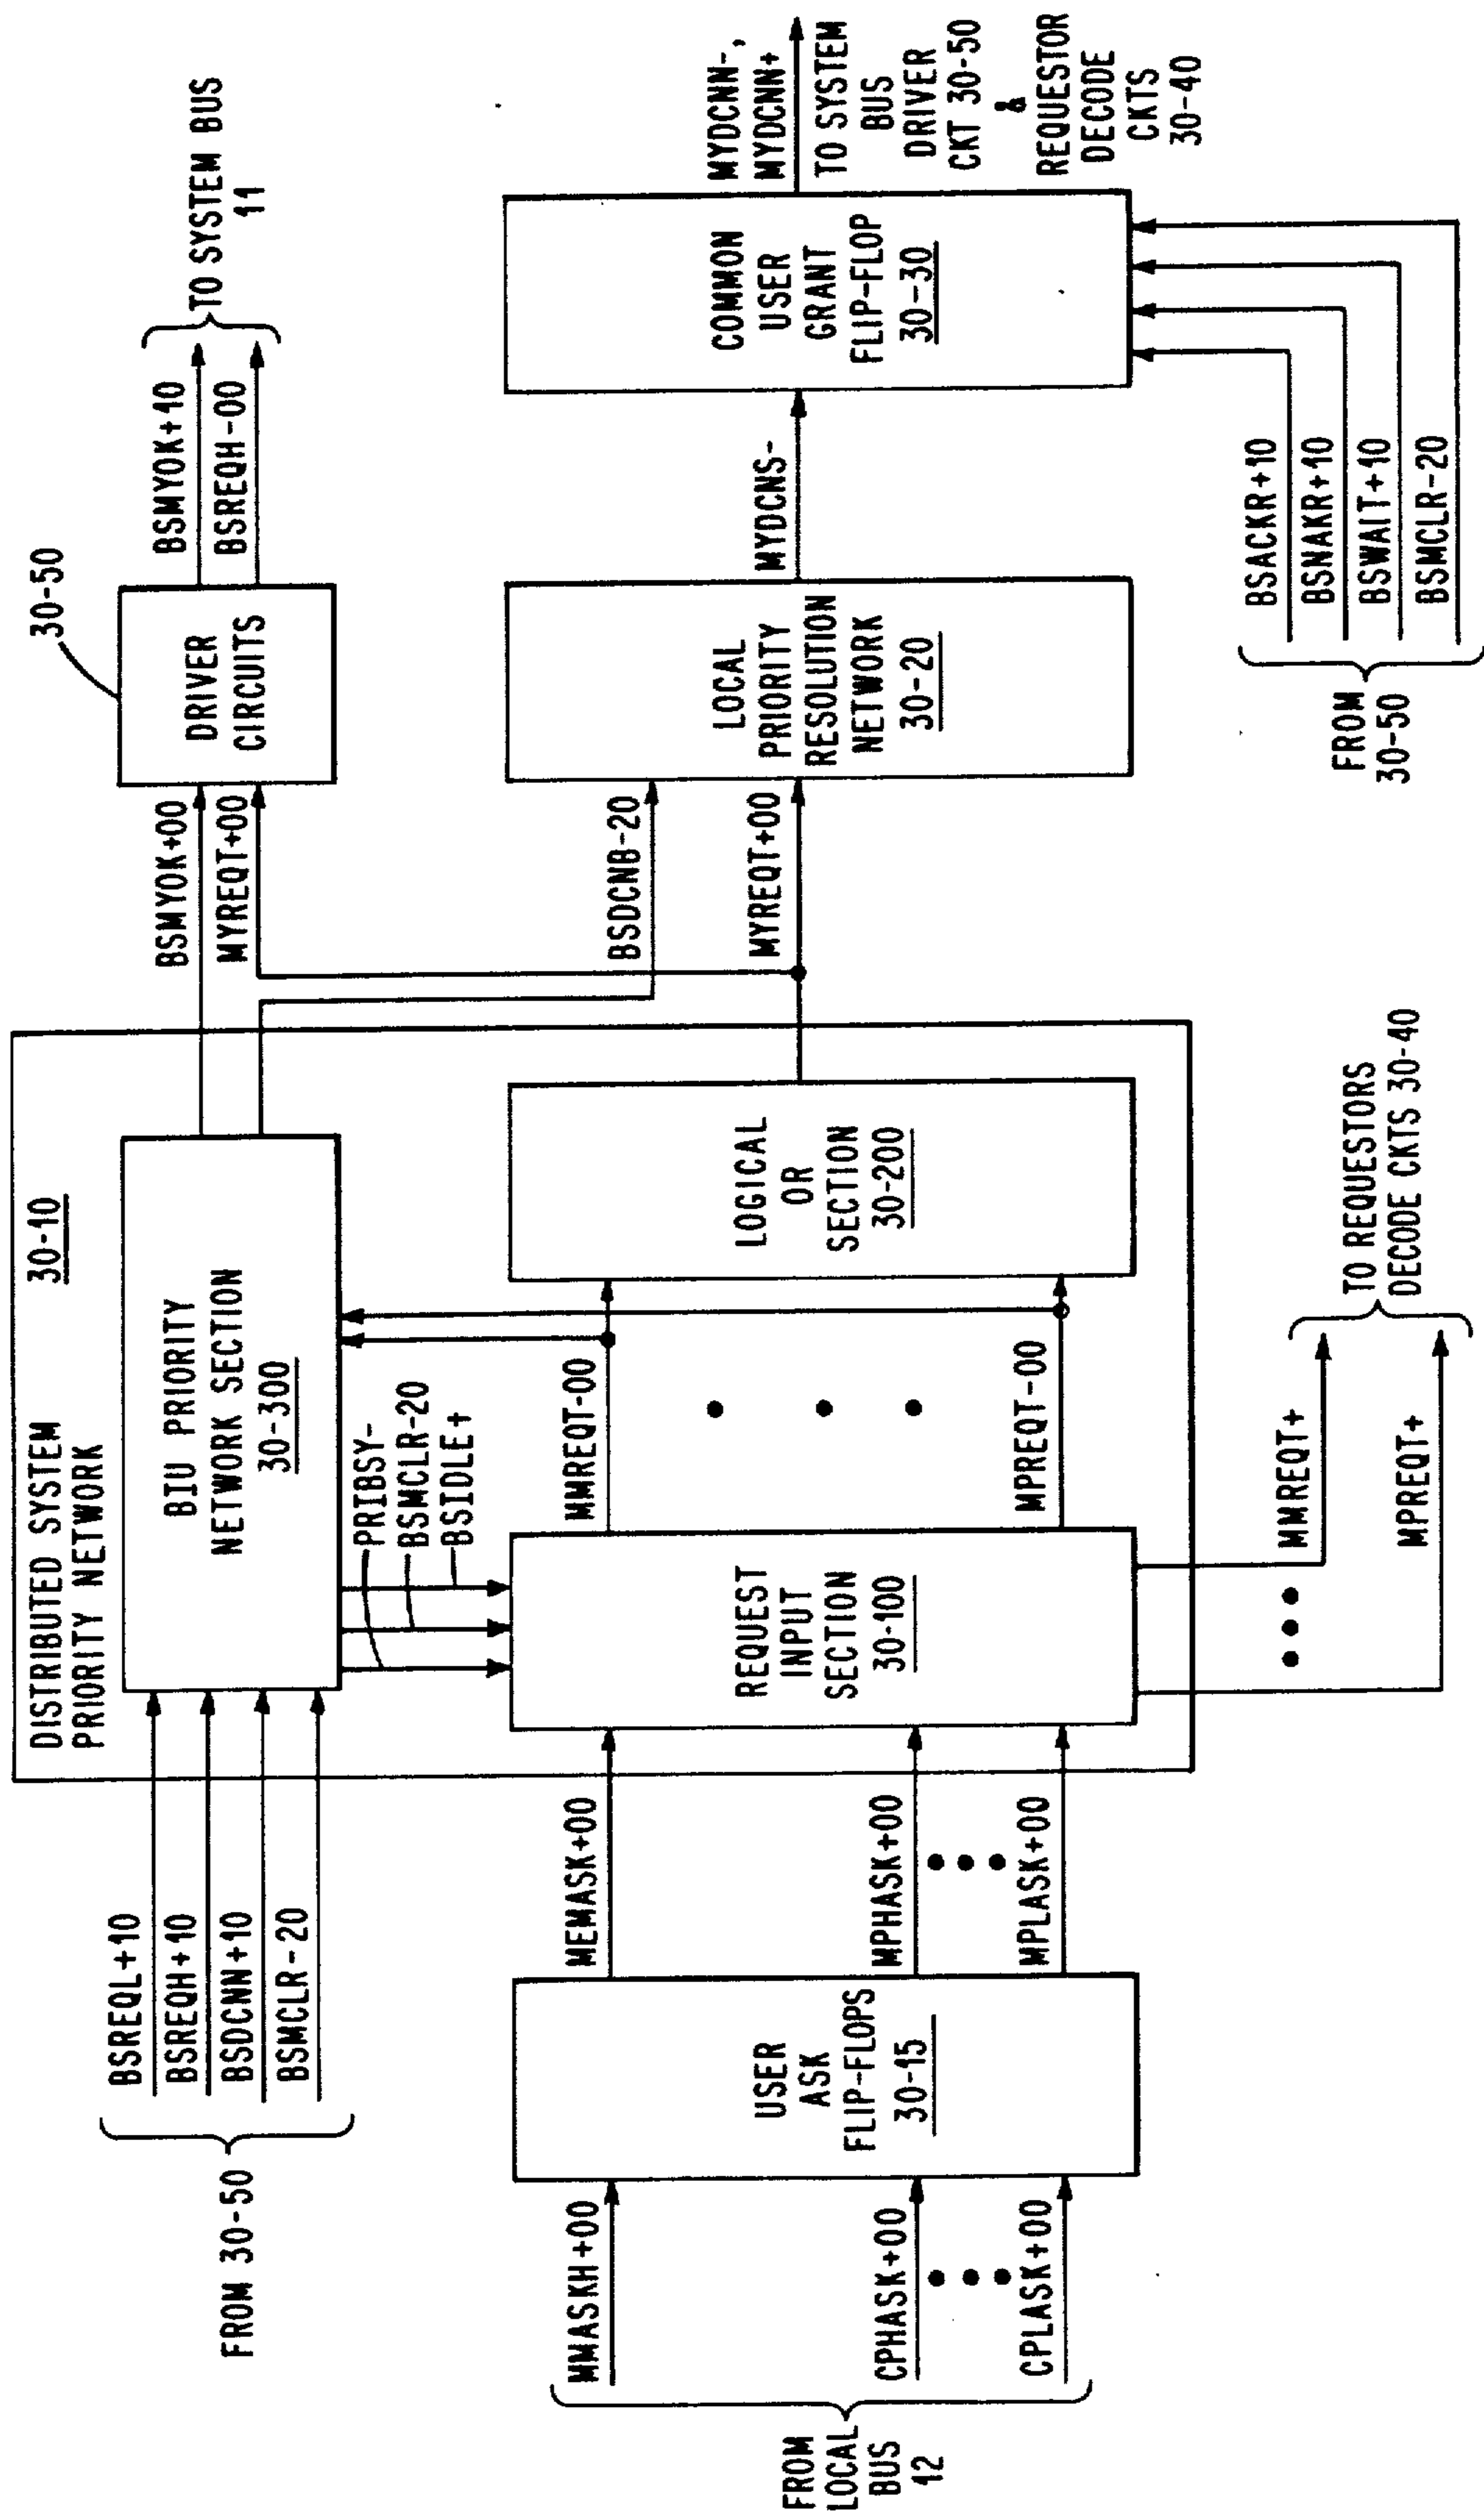 FROM 30-50
BSREQL+10
BSREQH+10
BSDCNN+10
BSMCLR-20
DISTRIBUTED SYSTEM
PRIORITY NETWORK
30-10
BIU PRIORITY
NETWORK SECTION
30-300
PRIBSY-
BSMCLR-20
BSIDLE+
BSMYOK+00
MYREQT+00
30-50
DRIVER
CIRCUITS
BSMYOK+10
BSREQH-00
TO SYSTEM BUS
11
FROM
LOCAL
BUS
12
MMASKH+00
CPHASK+00
CPLASK+00
USER
ASK
FLIP-FLOPS
30-15
MEMASK+00
MPHASK+00
MPLASK+00
REQUEST
INPUT
SECTION
30-100
MMREQT-00
MPREQT-00
LOGICAL
OR
SECTION
30-200
BSDCNB-20
MYREQT+00
LOCAL
PRIORITY
RESOLUTION
NETWORK
30-20
MYDCNS-
COMMON
USER
GRANT
FLIP-FLOP
30-30
MYDCNN-,
MYDCNN+
TO SYSTEM
BUS
DRIVER
CKT 30-50
&
REQUESTOR
DECODE
CKTS
30-40
MMREQT+
MPREQT+
TO REQUESTORS
DECODE CKTS 30-40
FROM
30-50
BSACKR+10
BSNAKR+10
BSWAIT+10
BSMCLR-20